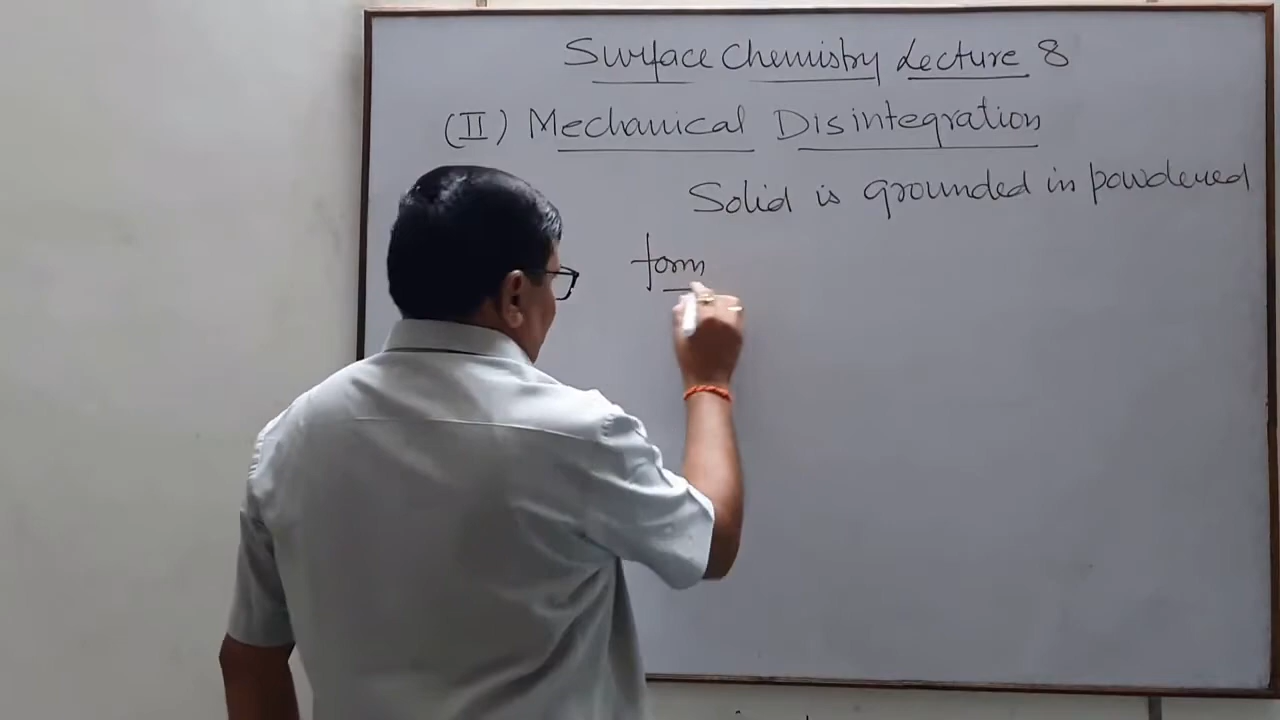 Surface Chemistry Lecture 8
(II) Mechanical Disintegration
Solid is grounded in powdered
form